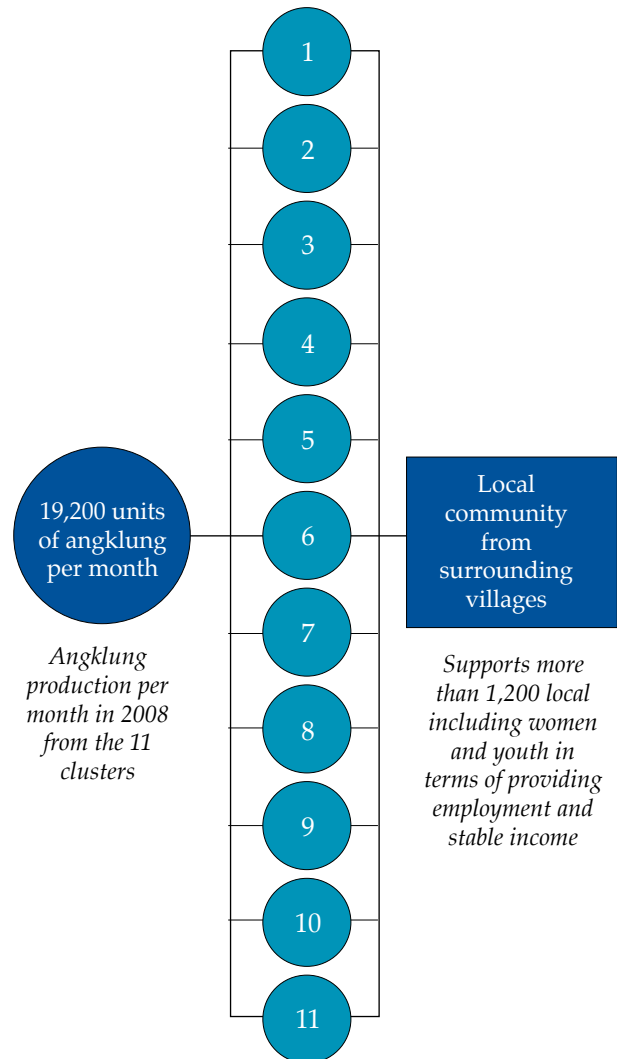 1
2
3
4
5
6
7
8
9
10
11
19,200 units
of angklung
per month
Angklung
production per
month in 2008
from the 11
clusters
Local
community
from
surrounding
villages
Supports more
than 1,200 local
including women
and youth in
terms of providing
employment and
stable income